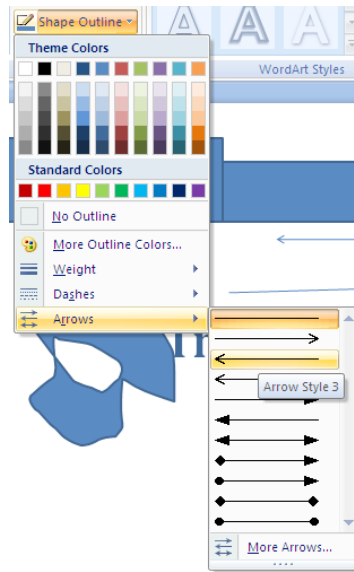 Shape Outline
Theme Colors
WordArt Styles
Standard Colors
No Outline
More Outline Colors...
Weight
Dashes
Arrows
Arrow Style 3
More Arrows...